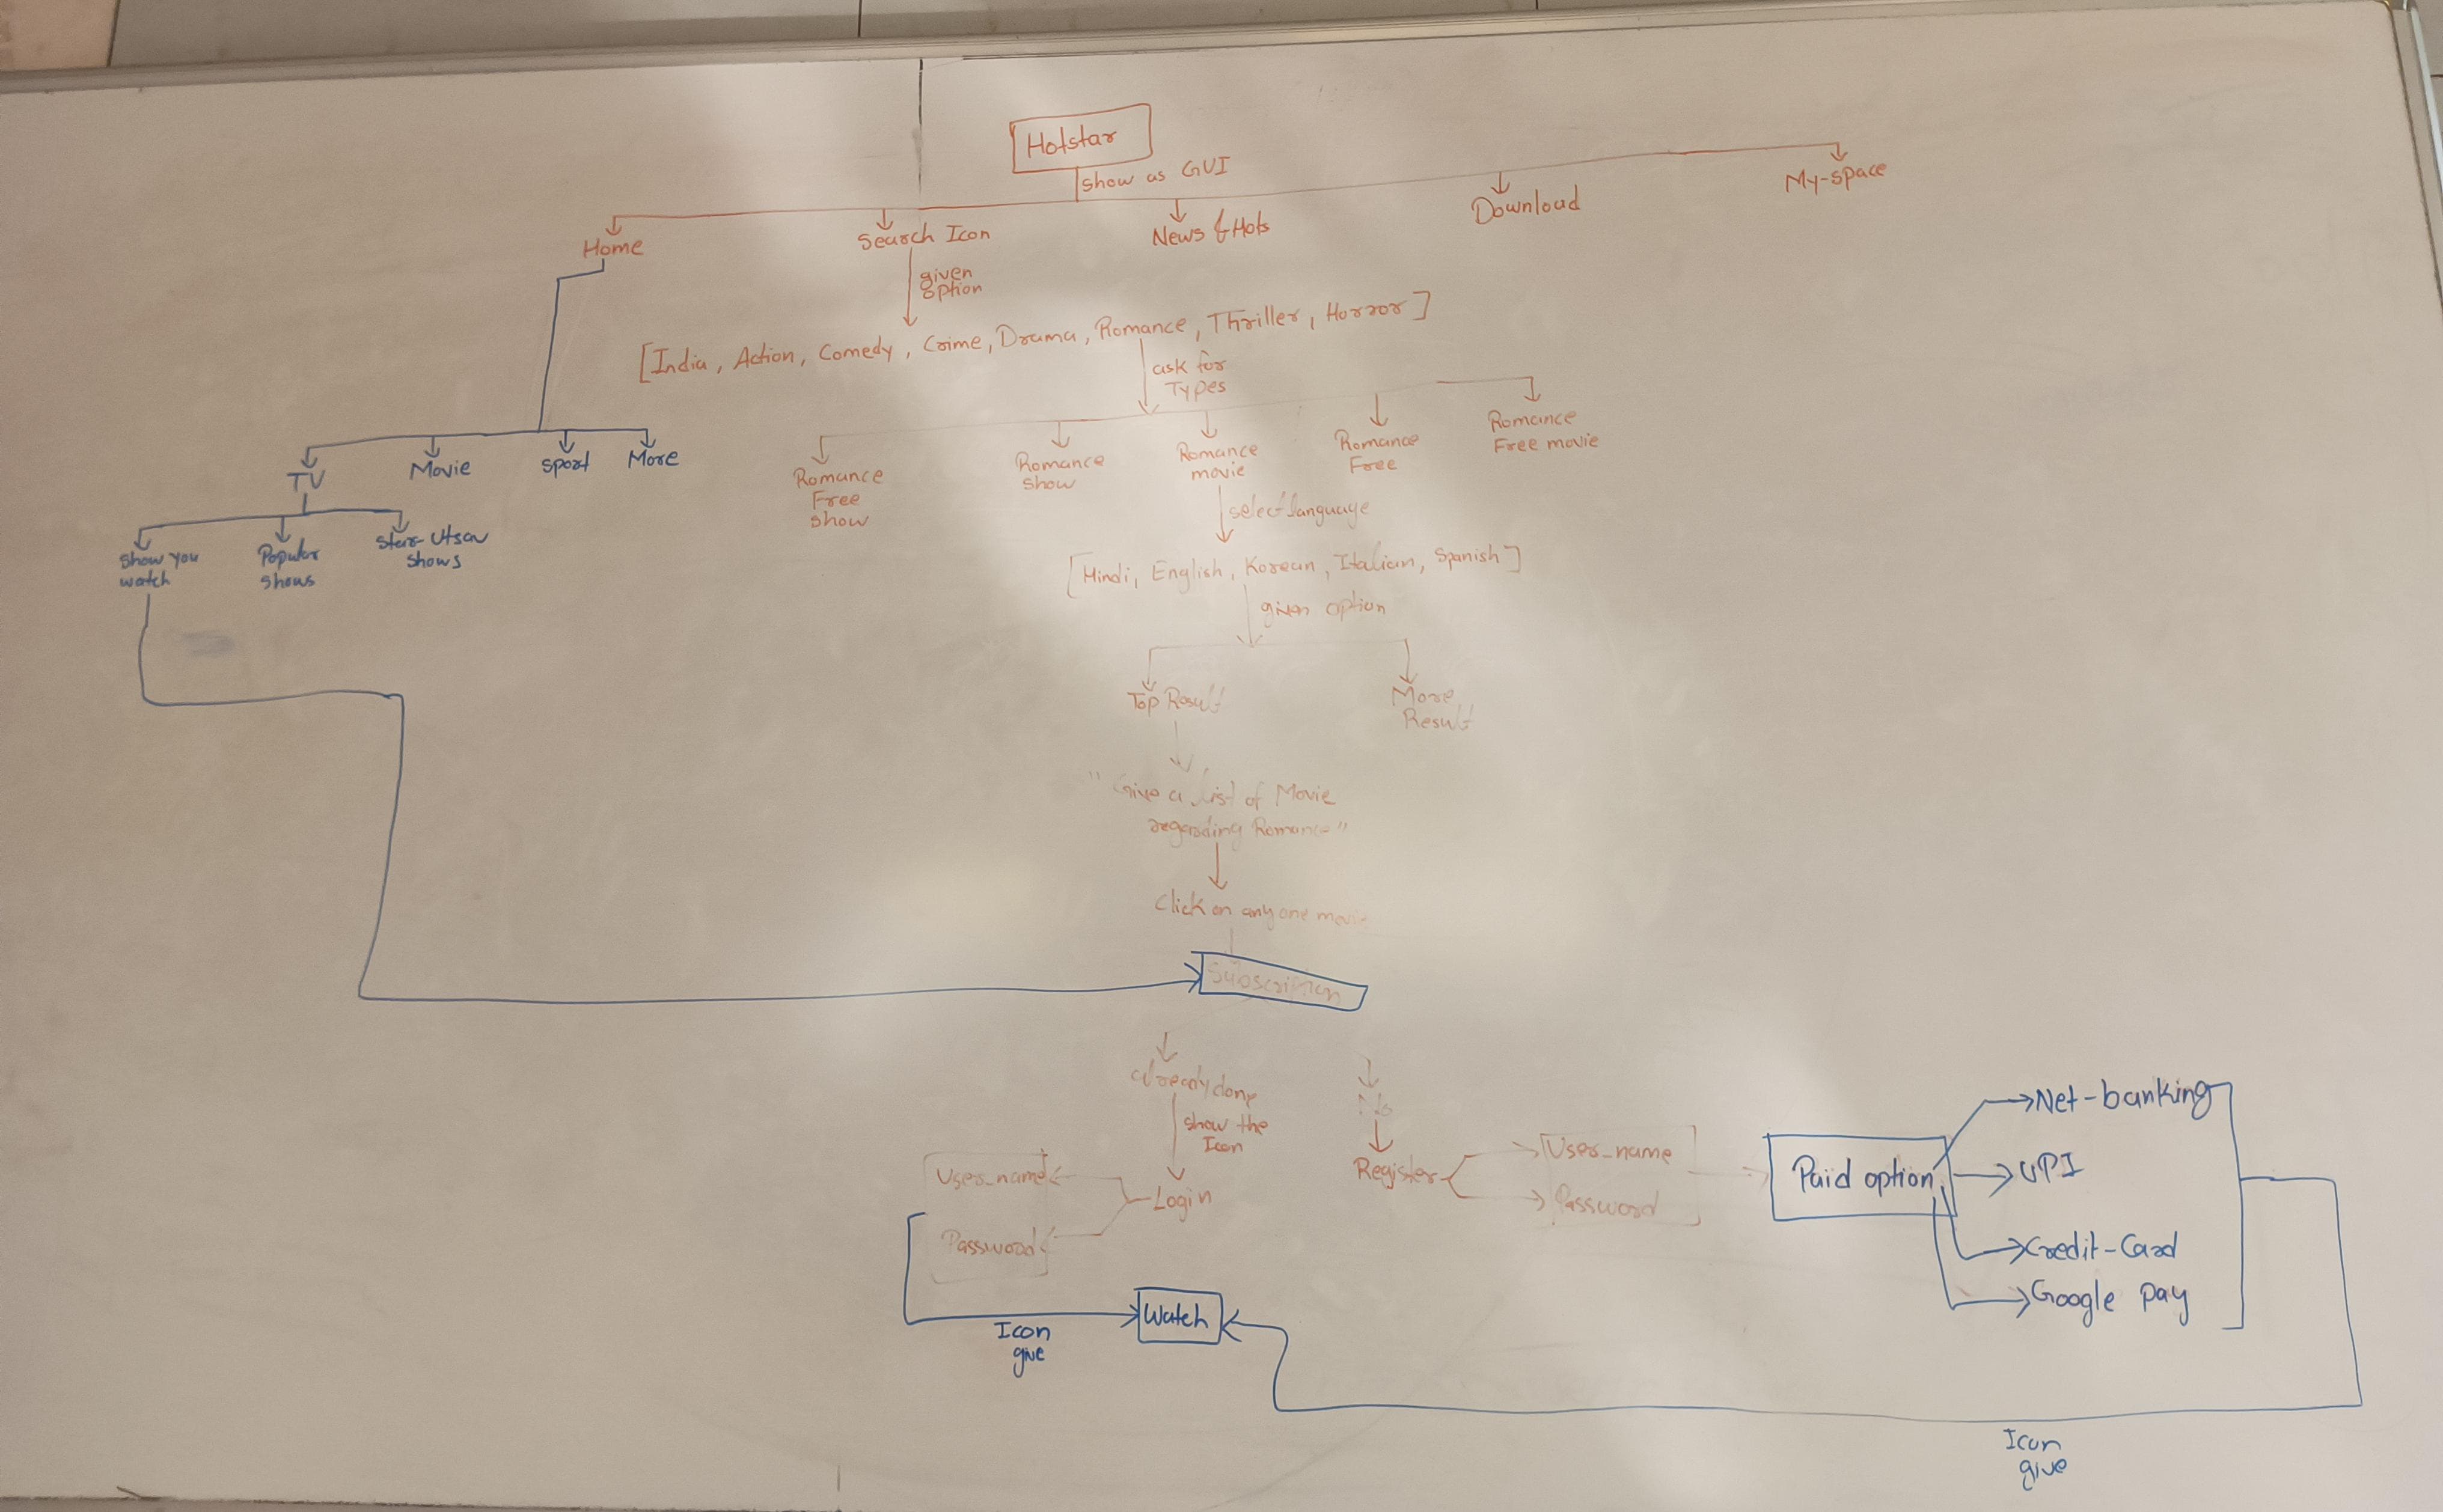 Hotstar
show as GUI
Home
Search Icon
News & Hots
Download
My-space
given
option
[India, Action, Comedy, Crime, Drama, Romance, Thriller, Horror]
ask for
Types
TV
Movie
Sport
More
Romance
Free
show
Romance
show
Romance
movie
Romance
Free
Romance
Free movie
Show you
watch
Popular
shows
Star Utsav
shows
select language
[Hindi, English, Korean, Italian, Spanish]
given option
Top Result
More
Result
"Give a list of Movie
regarding Romance"
Click on any one movie
Subscription
already done
show the
Icon
No
Login
User_name
Password
Register
User_name
Password
Paid option
Net-banking
UPI
Credit-Card
Google pay
Watch
Icon
give
Icon
give